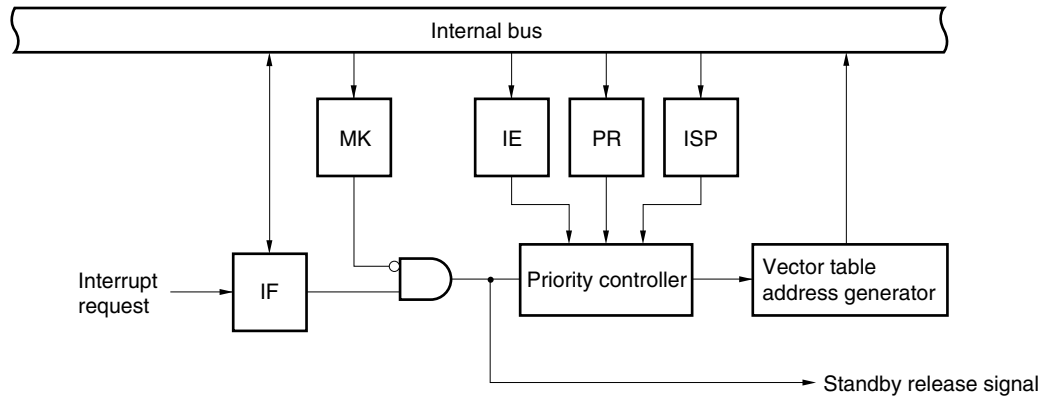 Internal bus
MK
IE
PR
ISP
Interrupt
request
IF
Priority controller
Vector table
address generator
Standby release signal